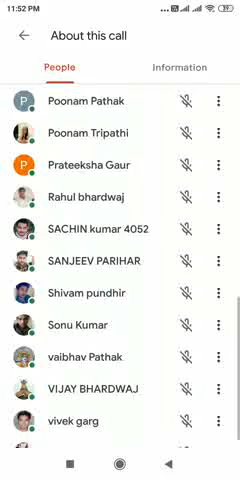 11:52 PM
39
About this call
People Information
P Poonam Pathak
Poonam Tripathi
P Prateeksha Gaur
Rahul bhardwaj
SACHIN kumar 4052
SANJEEV PARIHAR
Shivam pundhir
Sonu Kumar
vaibhav Pathak
VIJAY BHARDWAJ
vivek garg